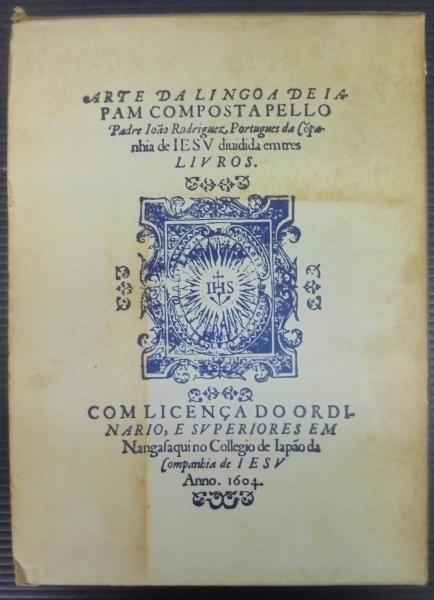 ARTE DA LINGOA DE IA-
PAM COMPOSTA PELLO
Padre Ioão Rodriguez, Portugues da Cõpa-
nhia de IESV diuidida em tres
LIVROS.
IHS
COM LICENÇA DO ORDI-
NARIO, E SVPERIORES EM
Nangasaqui no Collegio de Iapão da
Companhia de IESV
Anno. 1604.